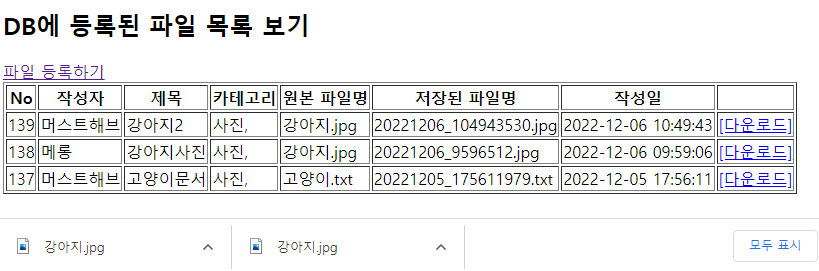 DB에 등록된 파일 목록 보기
파일 등록하기
No 작성자 제목 카테고리 원본 파일명 저장된 파일명 작성일
139 머스트해브 강아지2 사진, 강아지.jpg 20221206_104943530.jpg 2022-12-06 10:49:43 [다운로드]
138 메롱 강아지사진 사진, 강아지.jpg 20221206_9596512.jpg 2022-12-06 09:59:06 [다운로드]
137 머스트해브 고양이문서 사진, 고양이.txt 20221205_175611979.txt 2022-12-05 17:56:11 [다운로드]
강아지.jpg 강아지.jpg 모두 표시